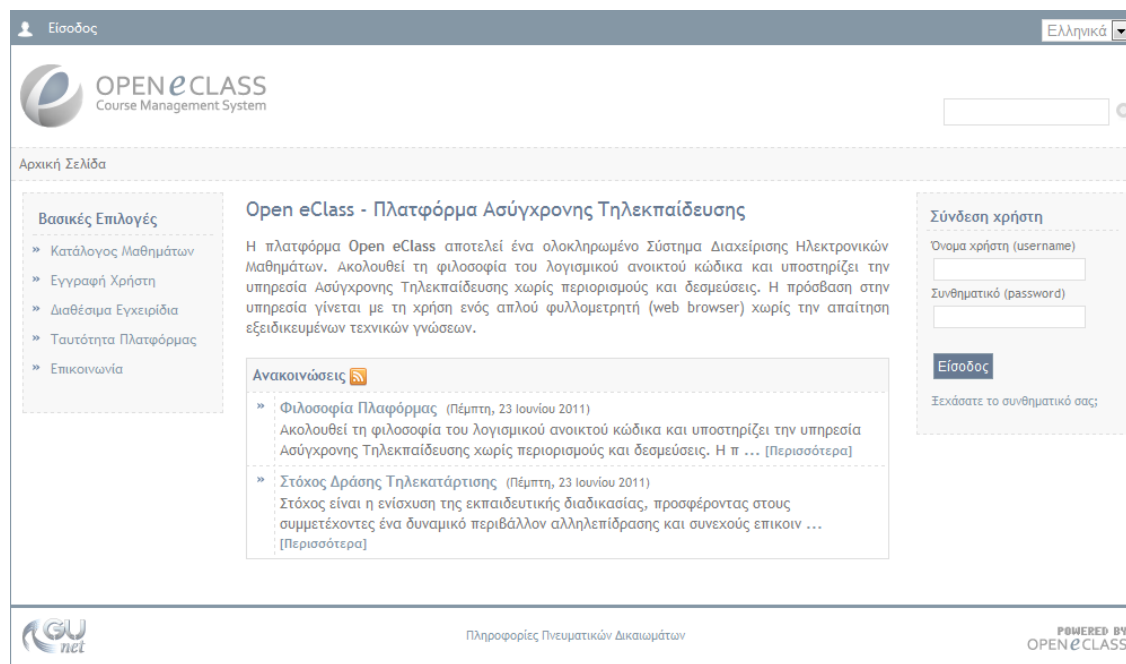 Είσοδος
Ελληνικά
OPEN eCLASS
Course Management System
Αρχική Σελίδα
Βασικές Επιλογές
» Κατάλογος Μαθημάτων
» Εγγραφή Χρήστη
» Διαθέσιμα Εγχειρίδια
» Ταυτότητα Πλατφόρμας
» Επικοινωνία
Open eClass - Πλατφόρμα Ασύγχρονης Τηλεκπαίδευσης
Η πλατφόρμα Open eClass αποτελεί ένα ολοκληρωμένο Σύστημα Διαχείρισης Ηλεκτρονικών
Μαθημάτων. Ακολουθεί τη φιλοσοφία του λογισμικού ανοικτού κώδικα και υποστηρίζει την
υπηρεσία Ασύγχρονης Τηλεκπαίδευσης χωρίς περιορισμούς και δεσμεύσεις. Η πρόσβαση στην
υπηρεσία γίνεται με τη χρήση ενός απλού φυλλομετρητή (web browser) χωρίς την απαίτηση
εξειδικευμένων τεχνικών γνώσεων.
Ανακοινώσεις
» Φιλοσοφία Πλαφόρμας (Πέμπτη, 23 Ιουνίου 2011)
Ακολουθεί τη φιλοσοφία του λογισμικού ανοικτού κώδικα και υποστηρίζει την υπηρεσία
Ασύγχρονης Τηλεκπαίδευσης χωρίς περιορισμούς και δεσμεύσεις. Η π ... [Περισσότερα]
» Στόχος Δράσης Τηλεκατάρτισης (Πέμπτη, 23 Ιουνίου 2011)
Στόχος είναι η ενίσχυση της εκπαιδευτικής διαδικασίας, προσφέροντας στους
συμμετέχοντες ένα δυναμικό περιβάλλον αλληλεπίδρασης και συνεχούς επικοιν ...
[Περισσότερα]
Σύνδεση χρήστη
Όνομα χρήστη (username)
Συνθηματικό (password)
Είσοδος
Ξεχάσατε το συνθηματικό σας;
GUnet
Πληροφορίες Πνευματικών Δικαιωμάτων
POWERED BY
OPEN eCLASS